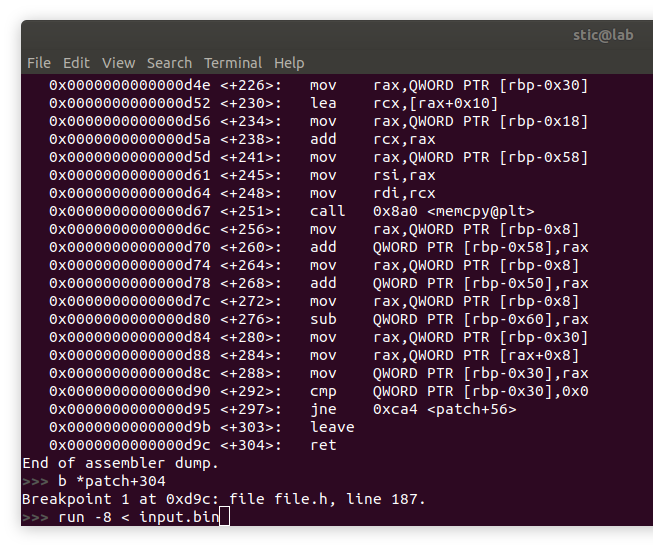 stic@lab
File Edit View Search Terminal Help
0x0000000000000d4e <+226>: mov rax,QWORD PTR [rbp-0x30]
0x0000000000000d52 <+230>: lea rcx,[rax+0x10]
0x0000000000000d56 <+234>: mov rax,QWORD PTR [rbp-0x18]
0x0000000000000d5a <+238>: add rcx,rax
0x0000000000000d5d <+241>: mov rax,QWORD PTR [rbp-0x58]
0x0000000000000d61 <+245>: mov rsi,rax
0x0000000000000d64 <+248>: mov rdi,rcx
0x0000000000000d67 <+251>: call 0x8a0 <memcpy@plt>
0x0000000000000d6c <+256>: mov rax,QWORD PTR [rbp-0x8]
0x0000000000000d70 <+260>: add QWORD PTR [rbp-0x58],rax
0x0000000000000d74 <+264>: mov rax,QWORD PTR [rbp-0x8]
0x0000000000000d78 <+268>: add QWORD PTR [rbp-0x50],rax
0x0000000000000d7c <+272>: mov rax,QWORD PTR [rbp-0x8]
0x0000000000000d80 <+276>: sub QWORD PTR [rbp-0x60],rax
0x0000000000000d84 <+280>: mov rax,QWORD PTR [rbp-0x30]
0x0000000000000d88 <+284>: mov rax,QWORD PTR [rax+0x8]
0x0000000000000d8c <+288>: mov QWORD PTR [rbp-0x30],rax
0x0000000000000d90 <+292>: cmp QWORD PTR [rbp-0x30],0x0
0x0000000000000d95 <+297>: jne 0xca4 <patch+56>
0x0000000000000d9b <+303>: leave
0x0000000000000d9c <+304>: ret
End of assembler dump.
>>> b *patch+304
Breakpoint 1 at 0xd9c: file file.h, line 187.
>>> run -8 < input.bin